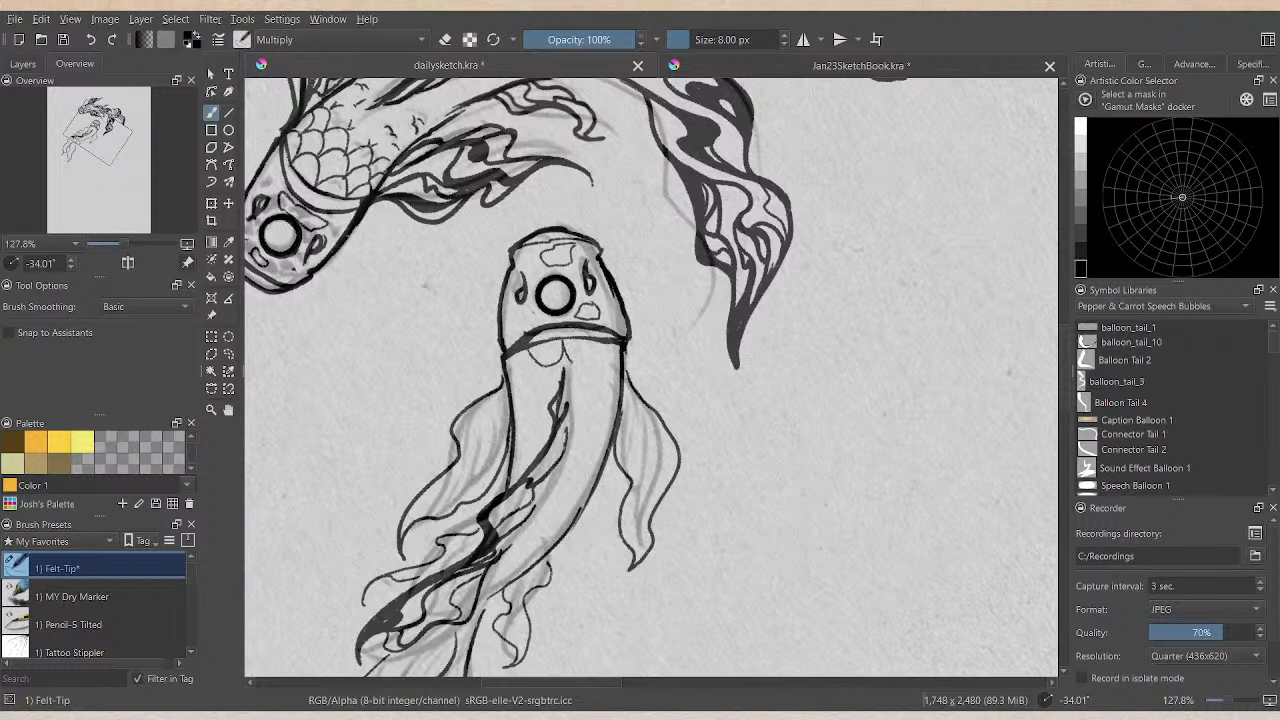 File Edit View Image Layer Select Filter Tools Settings Window Help
Multiply Opacity: 100% Size: 8.00 px
Layers Overview dailysketch.kra * Jan23SketchBook.kra * Artisti... G... Advance... Specifi...
Overview
Artistic Color Selector
Select a mask in
"Gamut Masks" docker
127.8%
-34.01°
Tool Options
Brush Smoothing: Basic
Snap to Assistants
Symbol Libraries
Pepper & Carrot Speech Bubbles
balloon_tail_1
balloon_tail_10
Balloon Tail 2
balloon_tail_3
Balloon Tail 4
Caption Balloon 1
Connector Tail 1
Connector Tail 2
Sound Effect Balloon 1
Speech Balloon 1
Palette
Color 1
Josh's Palette
Brush Presets
My Favorites Tag
1) Felt-Tip*
1) MY Dry Marker
1) Pencil-5 Tilted
1) Tattoo Stippler
Search Filter in Tag
Recorder
Recordings directory:
C:/Recordings
Capture interval: 3 sec.
Format: JPEG
Quality: 70%
Resolution: Quarter (436x620)
Record in isolate mode
1) Felt-Tip RGB/Alpha (8-bit integer/channel) sRGB-elle-V2-srgbtrc.icc 1,748 x 2,480 (89.3 MiB) -34.01° 127.8%